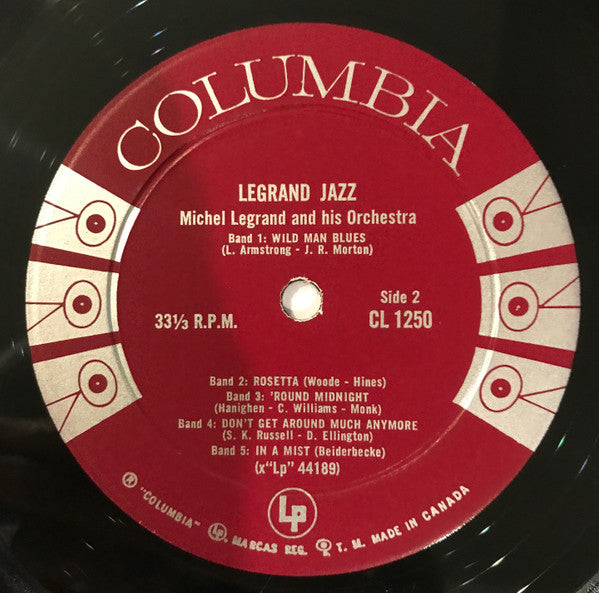 COLUMBIA
LEGRAND JAZZ
Michel Legrand and his Orchestra
Band 1: WILD MAN BLUES
(L. Armstrong - J. R. Morton)
Side 2
33⅓ R.P.M.
CL 1250
Band 2: ROSETTA (Woode - Hines)
Band 3: 'ROUND MIDNIGHT
(Hanighen - C. Williams - Monk)
Band 4: DON'T GET AROUND MUCH ANYMORE
(S. K. Russell - D. Ellington)
Band 5: IN A MIST (Beiderbecke)
(x"Lp" 44189)
Lp
® "COLUMBIA" Lp, MARCAS REG. T. M. MADE IN CANADA